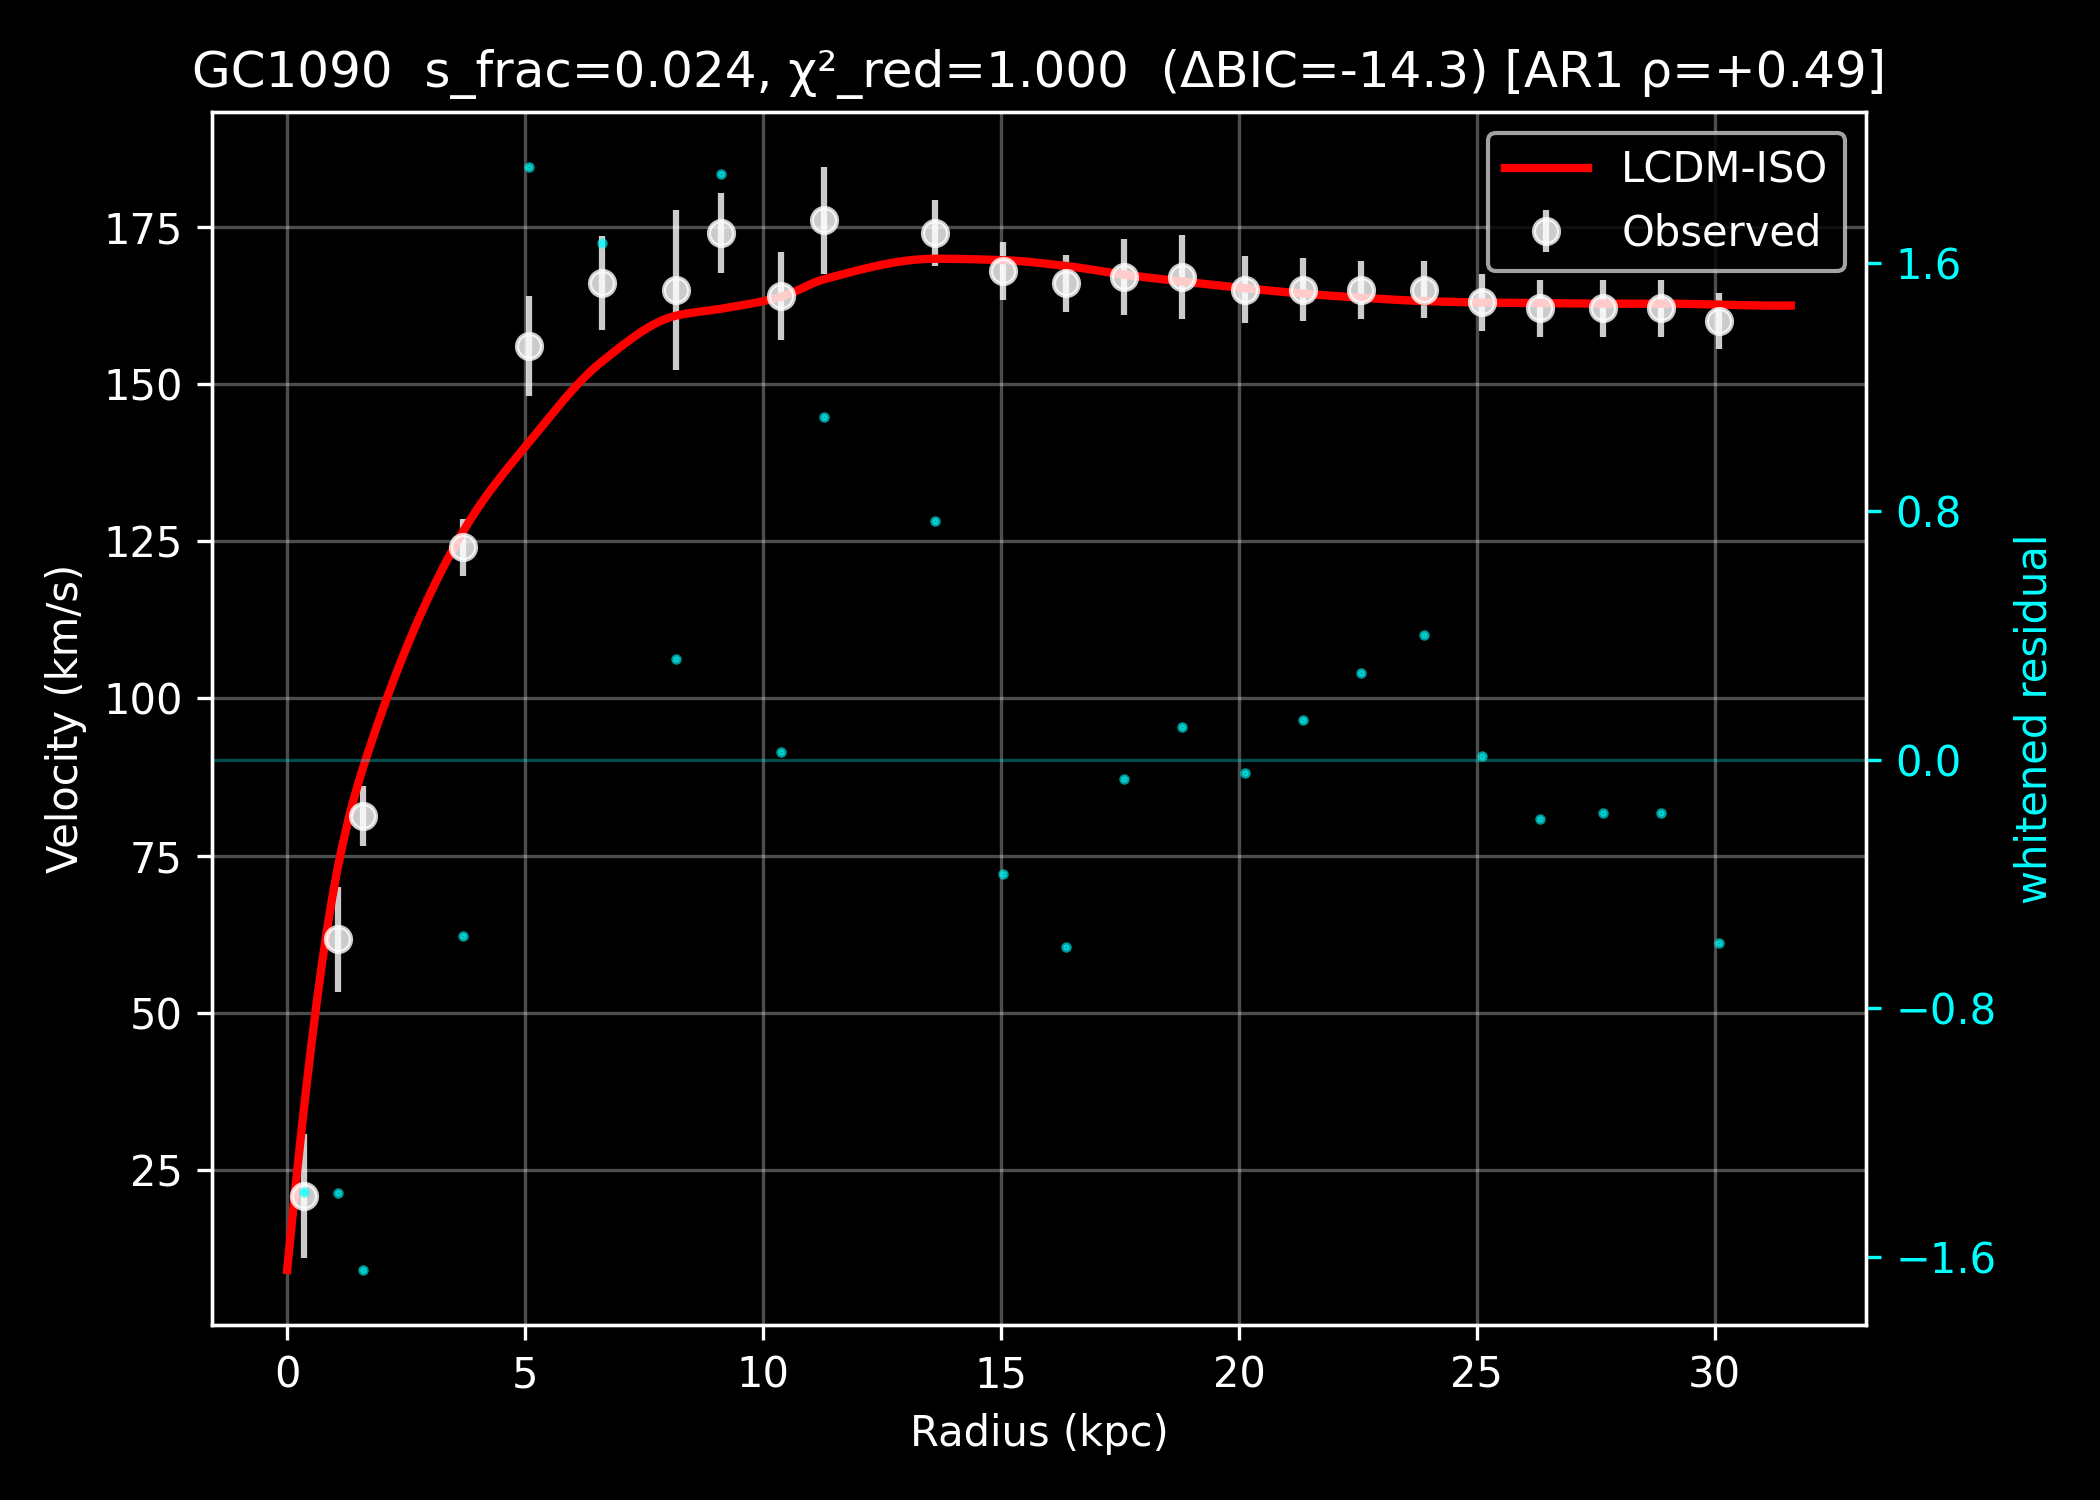 GC1090 s_frac=0.024, χ²_red=1.000 (ΔBIC=-14.3) [AR1 ρ=+0.49]
LCDM-ISO
Observed
175
150
125
100
75
50
25
Velocity (km/s)
1.6
0.8
0.0
−0.8
−1.6
whitened residual
0 5 10 15 20 25 30
Radius (kpc)